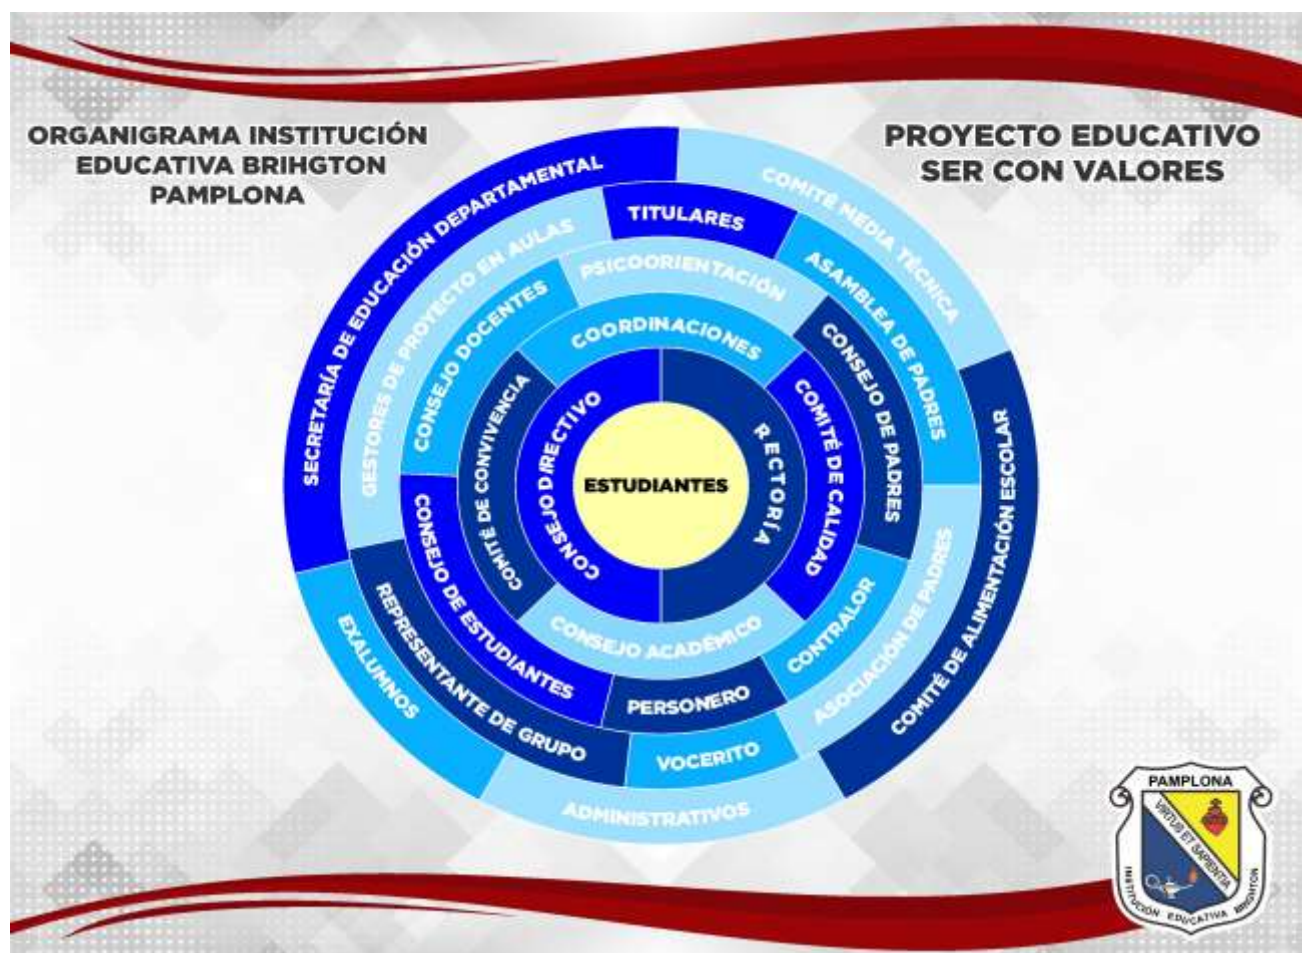 ORGANIGRAMA INSTITUCIÓN
EDUCATIVA BRIHGTON
PAMPLONA
PROYECTO EDUCATIVO
SER CON VALORES
SECRETARÍA DE EDUCACIÓN DEPARTAMENTAL
COMITÉ MEDIA TÉCNICA
COMITÉ DE ALIMENTACIÓN ESCOLAR
ADMINISTRATIVOS
EXALUMNOS
GESTORES DE PROYECTO EN AULAS
TITULARES
ASAMBLEA DE PADRES
ASOCIACIÓN DE PADRES
VOCERITO
REPRESENTANTE DE GRUPO
CONSEJO DOCENTES
PSICOORIENTACIÓN
CONSEJO DE PADRES
CONTRALOR
PERSONERO
CONSEJO DE ESTUDIANTES
COMITÉ DE CONVIVENCIA
COORDINACIONES
COMITÉ DE CALIDAD
CONSEJO ACADÉMICO
CONSEJO DIRECTIVO
RECTORÍA
ESTUDIANTES
PAMPLONA
VIRTUS ET SAPIENTIA
INSTITUCIÓN EDUCATIVA BRIGHTON